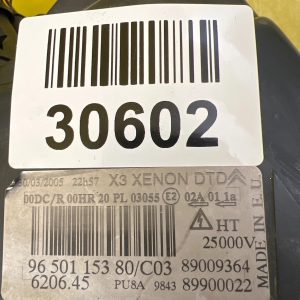 30602
30/03/2005 22h57 X3 XENON DTD
00DC/R 00HR 20 PL 03055 E2 02A 01 1a
HT
25000V
96 501 153 80/C03 89009364
6206.45 PU8A 9843 89900022
MADE IN E.U.